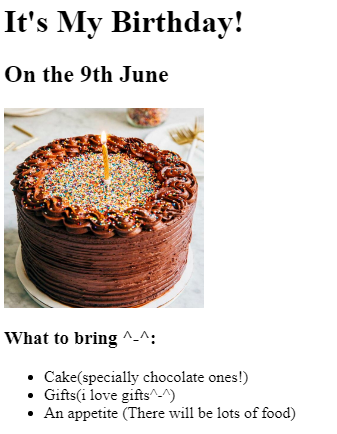 It's My Birthday!
On the 9th June
What to bring ^-^:
Cake(specially chocolate ones!)
Gifts(i love gifts^-^)
An appetite (There will be lots of food)